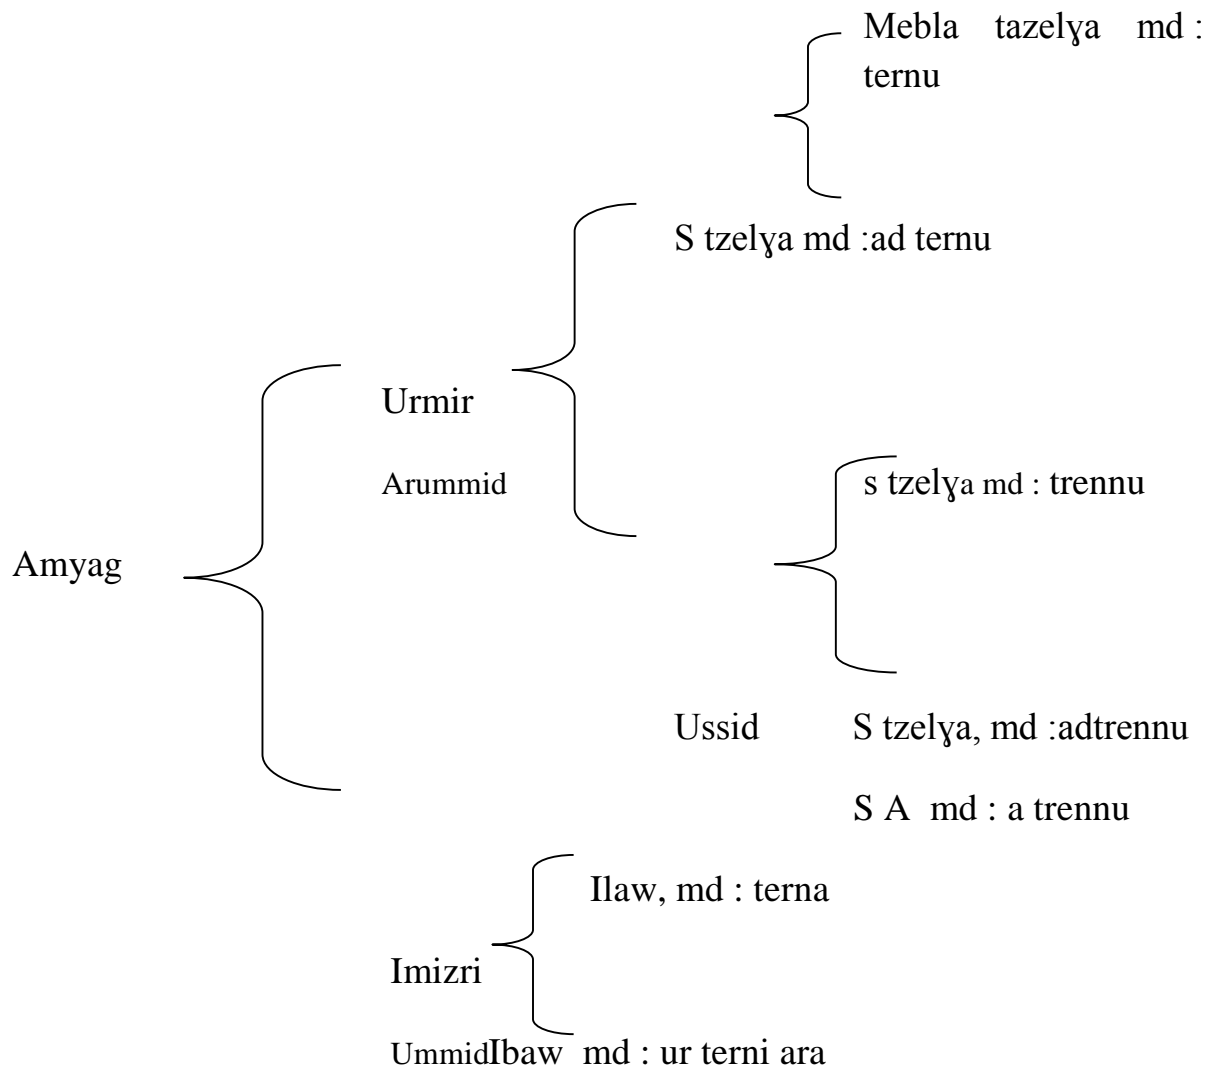 Mebla tazelɣa md :
ternu
S tzelɣa md :ad ternu
Urmir
Arummid
s tzelɣa md : trennu
Amyag
Ussid S tzelɣa, md :adtrennu
S A md : a trennu
Ilaw, md : terna
Imizri
UmmidIbaw md : ur terni ara